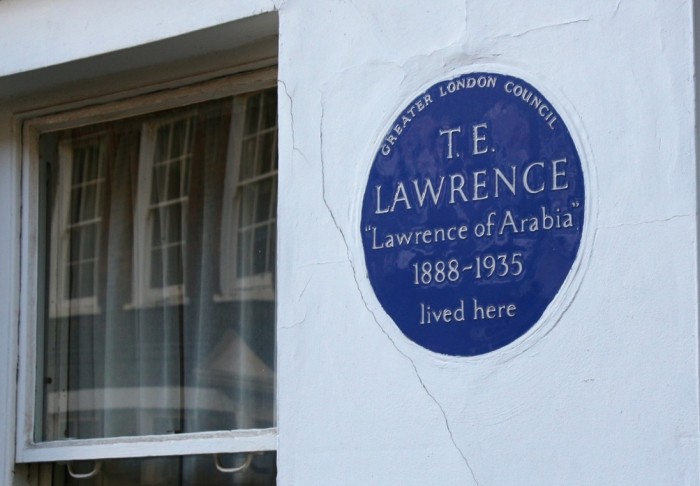 GREATER LONDON COUNCIL
T. E.
LAWRENCE
"Lawrence of Arabia"
1888~1935
lived here